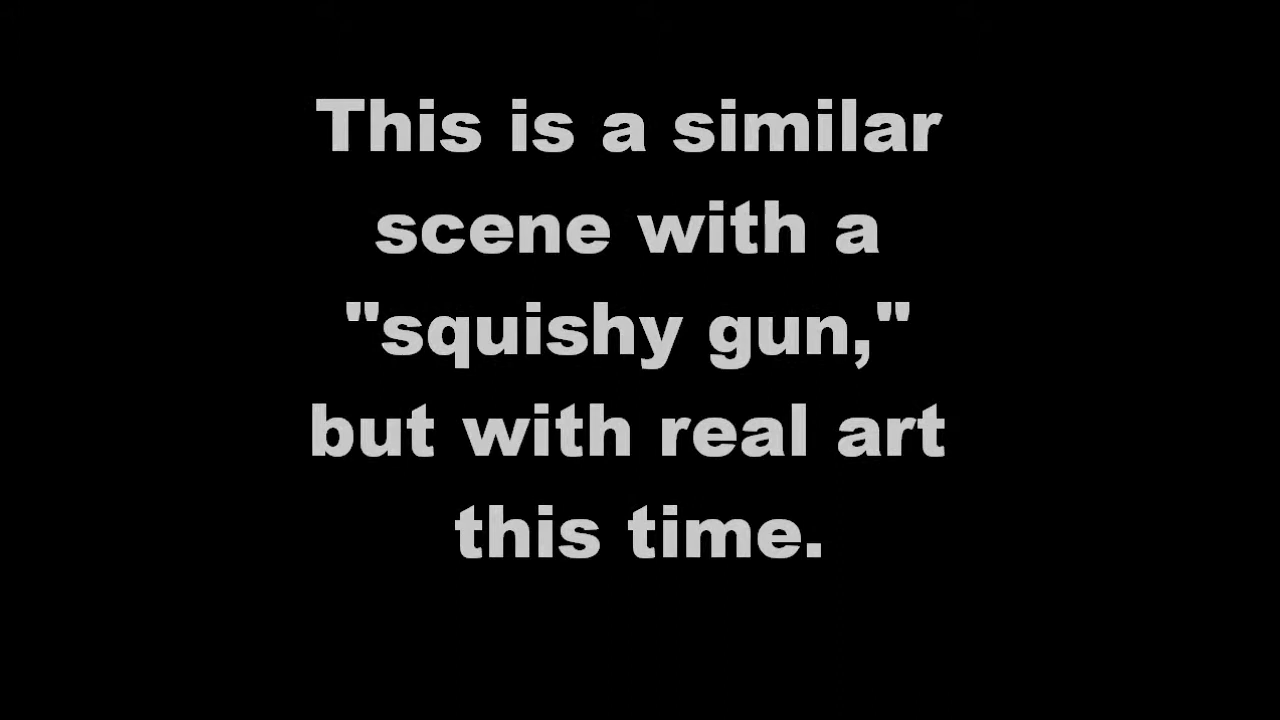 This is a similar
scene with a
"squishy gun,"
but with real art
this time.